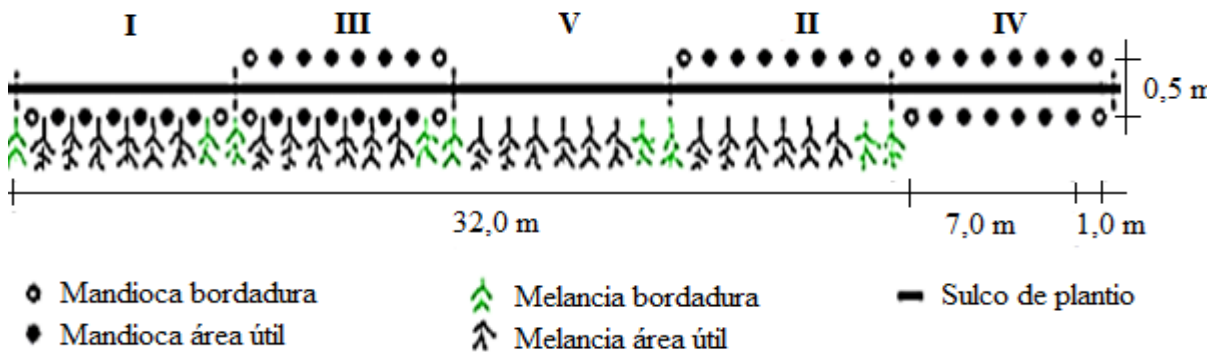 I III V II IV
0,5 m
32,0 m 7,0 m 1,0 m
Mandioca bordadura Melancia bordadura Sulco de plantio
Mandioca área útil Melancia área útil